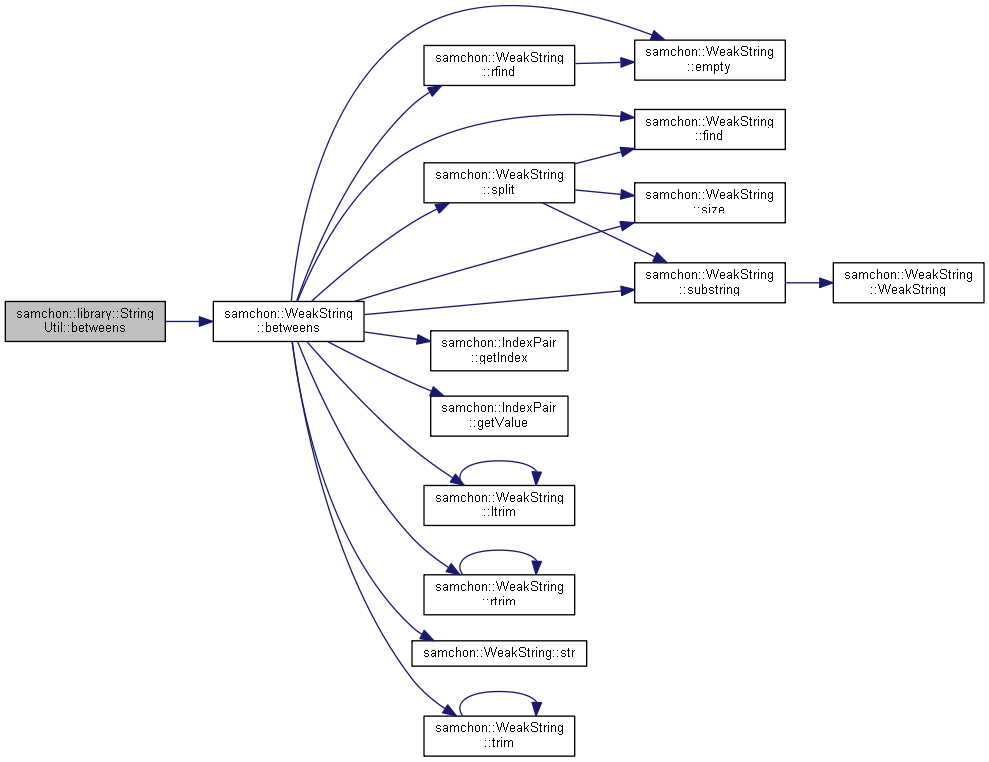 samchon::library::String
Util::betweens
samchon::WeakString
::betweens
samchon::WeakString
::rfind
samchon::WeakString
::empty
samchon::WeakString
::find
samchon::WeakString
::split
samchon::WeakString
::size
samchon::WeakString
::substring
samchon::WeakString
::WeakString
samchon::IndexPair
::getIndex
samchon::IndexPair
::getValue
samchon::WeakString
::ltrim
samchon::WeakString
::rtrim
samchon::WeakString::str
samchon::WeakString
::trim